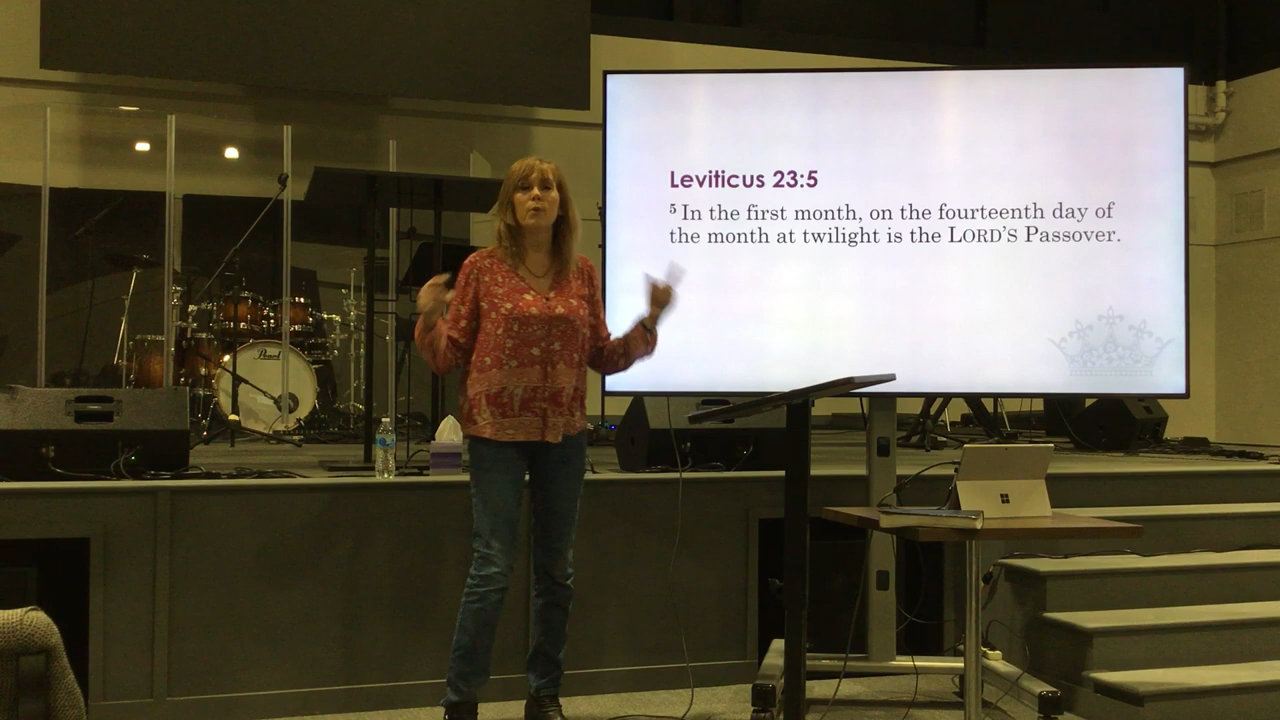 Leviticus 23:5
5 In the first month, on the fourteenth day of
the month at twilight is the LORD'S Passover.
Pearl